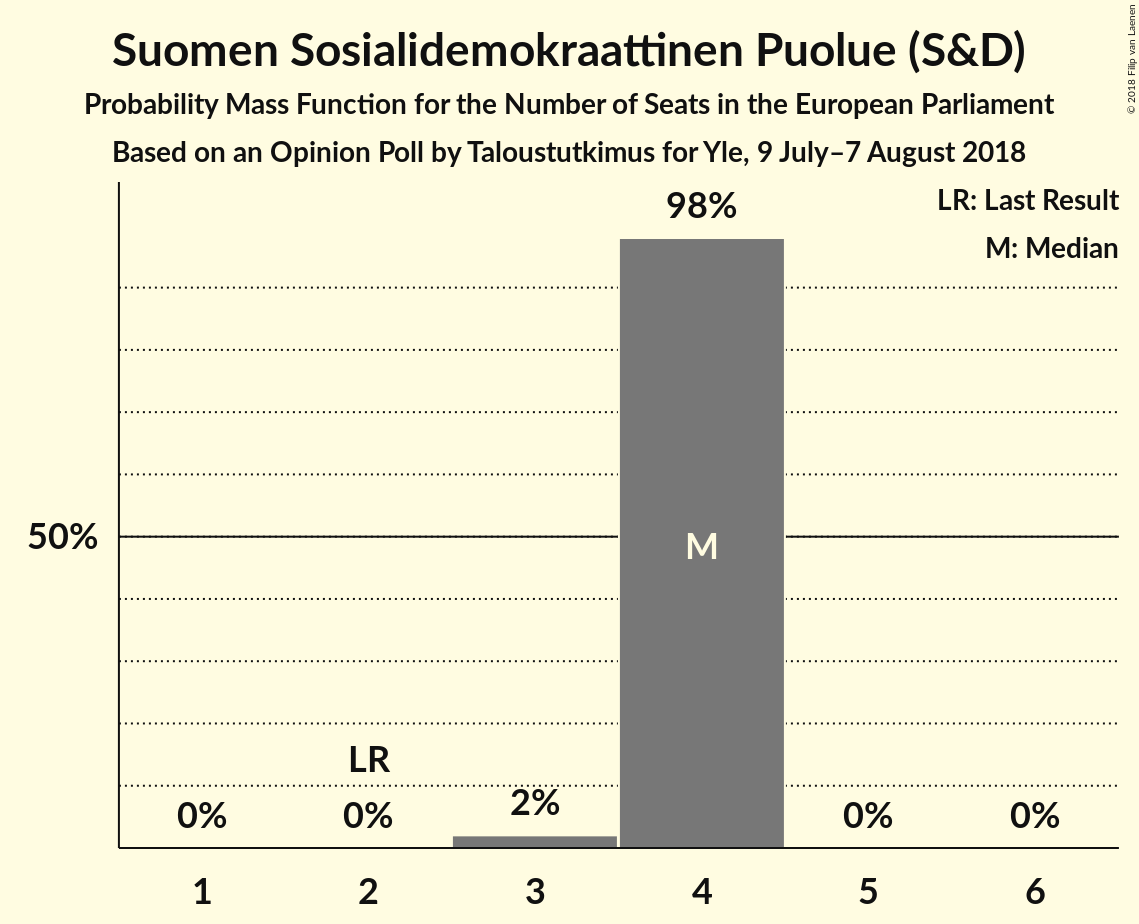 Suomen Sosialidemokraattinen Puolue (S&D)
Probability Mass Function for the Number of Seats in the European Parliament
Based on an Opinion Poll by Taloustutkimus for Yle, 9 July–7 August 2018
© 2018 Filip van Laenen
LR: Last Result
M: Median
98%
50%
M
LR
0%
0%
2%
0%
0%
1
2
3
4
5
6